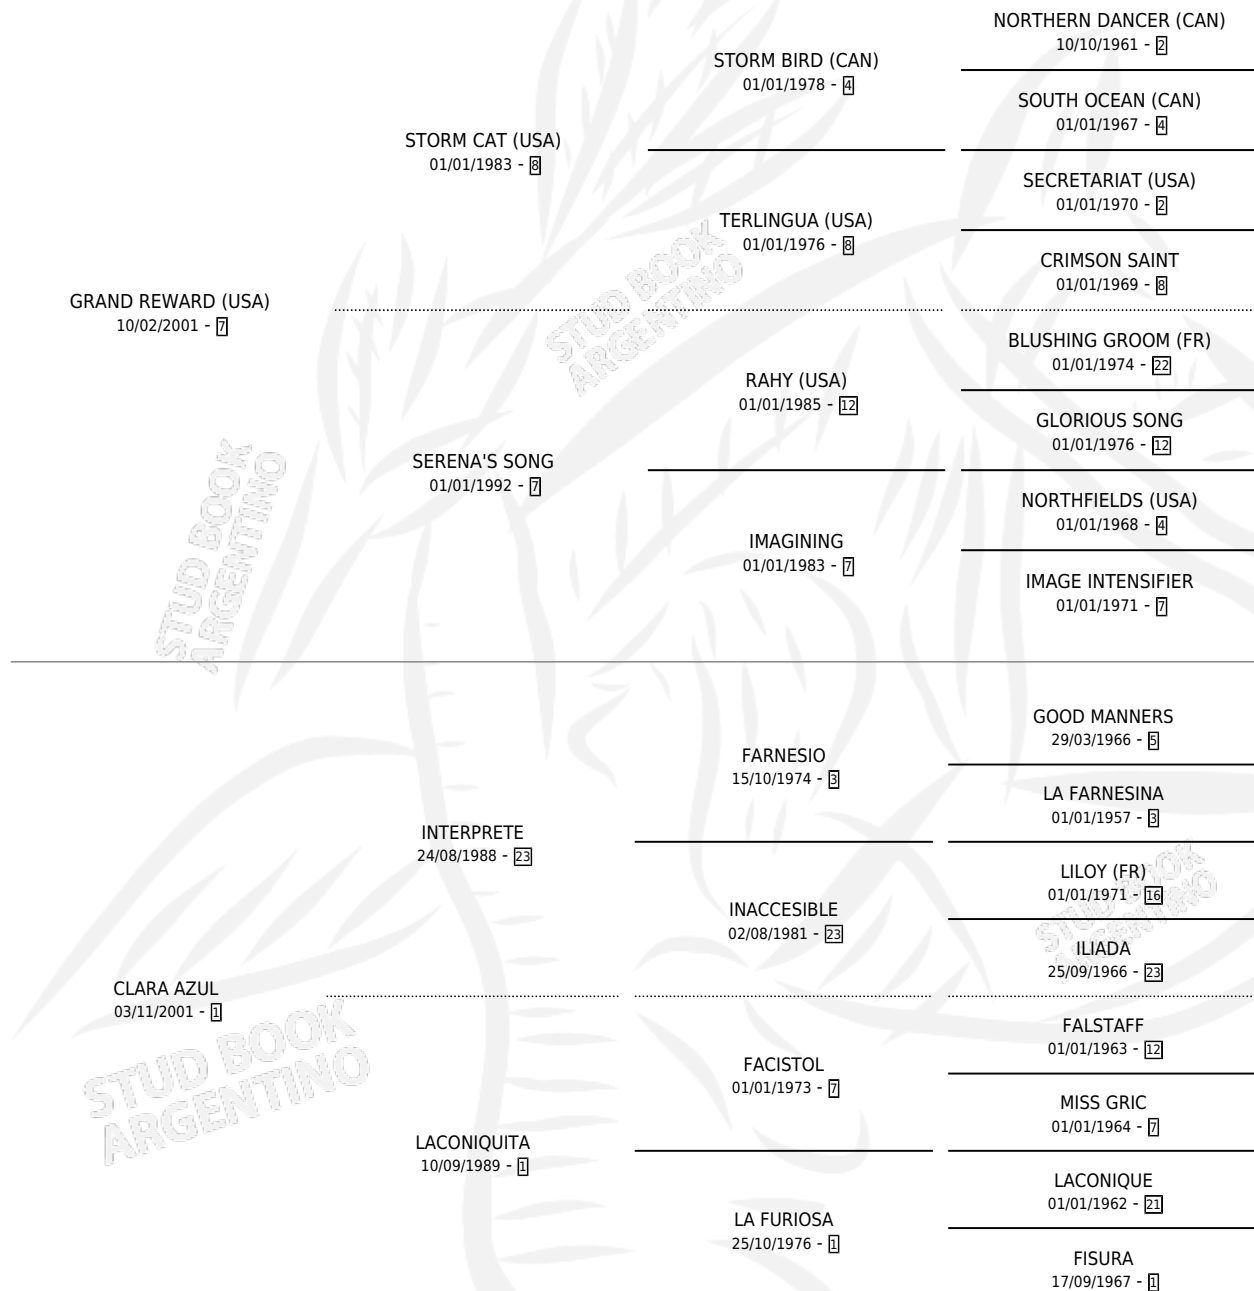 NORTHERN DANCER (CAN)
10/10/1961 - 2
STORM BIRD (CAN)
01/01/1978 - 4
SOUTH OCEAN (CAN)
01/01/1967 - 4
STORM CAT (USA)
01/01/1983 - 8
SECRETARIAT (USA)
01/01/1970 - 2
TERLINGUA (USA)
01/01/1976 - 8
CRIMSON SAINT
01/01/1969 - 8
GRAND REWARD (USA)
10/02/2001 - 7
STUD BOOK
ARGENTINO
BLUSHING GROOM (FR)
01/01/1974 - 22
RAHY (USA)
01/01/1985 - 12
GLORIOUS SONG
01/01/1976 - 12
SERENA'S SONG
01/01/1992 - 7
NORTHFIELDS (USA)
01/01/1968 - 4
IMAGINING
01/01/1983 - 7
IMAGE INTENSIFIER
01/01/1971 - 7
STUD BOOK
ARGENTINO
GOOD MANNERS
29/03/1966 - 5
FARNESIO
15/10/1974 - 3
LA FARNESINA
01/01/1957 - 3
INTERPRETE
24/08/1988 - 23
LILOY (FR)
01/01/1971 - 16
INACCESIBLE
02/08/1981 - 23
STUD BOOK
ARGENTINO
ILIADA
25/09/1966 - 23
CLARA AZUL
03/11/2001 - 1
STUD BOOK
ARGENTINO
FALSTAFF
01/01/1963 - 12
FACISTOL
01/01/1973 - 7
MISS GRIC
01/01/1964 - 7
LACONIQUITA
10/09/1989 - 1
LACONIQUE
01/01/1962 - 21
LA FURIOSA
25/10/1976 - 1
FISURA
17/09/1967 - 1